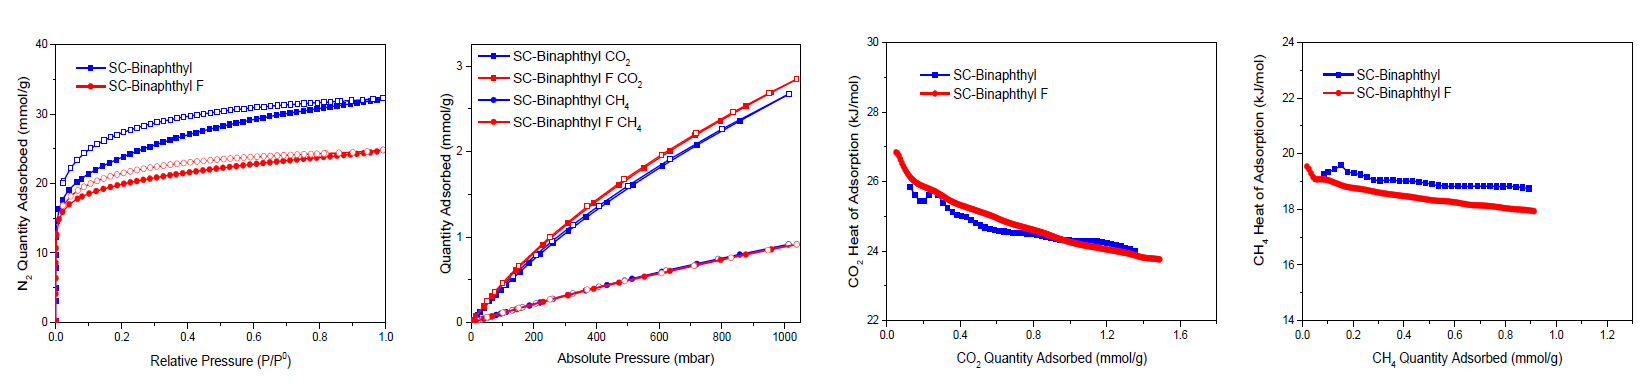 N2 Quantity Adsorboed (mmol/g)
40
30
20
10
0
SC-Binaphthyl
SC-Binaphthyl F
0.0 0.2 0.4 0.6 0.8 1.0
Relative Pressure (P/P⁰)
Quantity Adsorbed (mmol/g)
3
2
1
0
SC-Binaphthyl CO2
SC-Binaphthyl F CO2
SC-Binaphthyl CH4
SC-Binaphthyl F CH4
0 200 400 600 800 1000
Absolute Pressure (mbar)
CO2 Heat of Adsorption (kJ/mol)
30
28
26
24
22
SC-Binaphthyl
SC-Binaphthyl F
0.0 0.4 0.8 1.2 1.6
CO2 Quantity Adsorbed (mmol/g)
CH4 Heat of Adsorption (kJ/mol)
24
22
20
18
16
14
SC-Binaphthyl
SC-Binaphthyl F
0.0 0.2 0.4 0.6 0.8 1.0 1.2
CH4 Quantity Adsorbed (mmol/g)